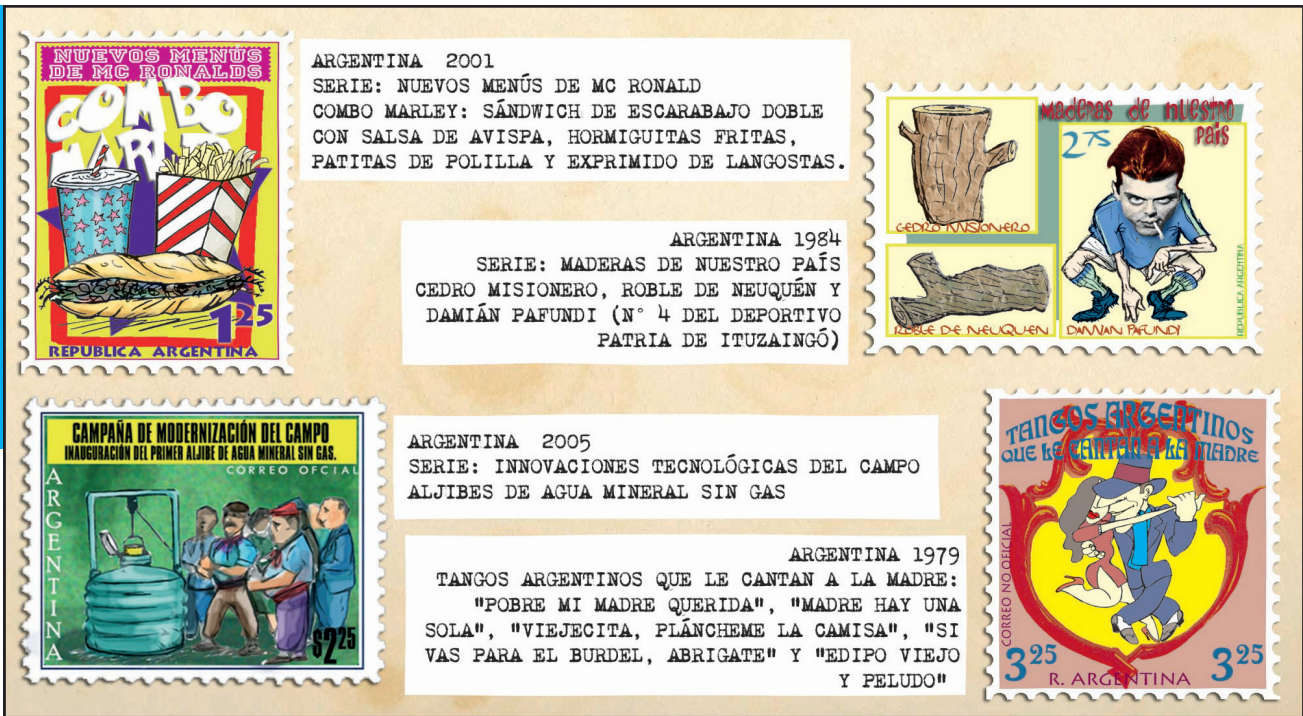 NUEVOS MENUS
DE MC RONALDS
COMBO
REPUBLICA ARGENTINA
1 25
ARGENTINA 2001
SERIE: NUEVOS MENÚS DE MC RONALD
COMBO MARLEY: SÁNDWICH DE ESCARABAJO DOBLE
CON SALSA DE AVISPA, HORMIGUITAS FRITAS,
PATITAS DE POLILLA Y EXPRIMIDO DE LANGOSTAS.
ARGENTINA 1984
SERIE: MADERAS DE NUESTRO PAÍS
CEDRO MISIONERO, ROBLE DE NEUQUÉN Y
DAMIÁN PAFUNDI (N° 4 DEL DEPORTIVO
PATRIA DE ITUZAINGÓ)
maderas de nuestro
País
2 75
CEDRO MISIONERO
ROBLE DE NEUQUEN
DAMIAN PAFUNDI
REPUBLICA ARGENTINA
CAMPAÑA DE MODERNIZACIÓN DEL CAMPO
INAUGURACIÓN DEL PRIMER ALJIBE DE AGUA MINERAL SIN GAS.
CORREO OFICIAL
ARGENTINA
$2 25
ARGENTINA 2005
SERIE: INNOVACIONES TECNOLÓGICAS DEL CAMPO
ALJIBES DE AGUA MINERAL SIN GAS
ARGENTINA 1979
TANGOS ARGENTINOS QUE LE CANTAN A LA MADRE:
"POBRE MI MADRE QUERIDA", "MADRE HAY UNA
SOLA", "VIEJECITA, PLÁNCHEME LA CAMISA", "SI
VAS PARA EL BURDEL, ABRIGATE" Y "EDIPO VIEJO
Y PELUDO"
TANGOS ARGENTINOS
QUE LE CANTAN A LA MADRE
CORREO NO OFICIAL
3 25
R. ARGENTINA
3 25